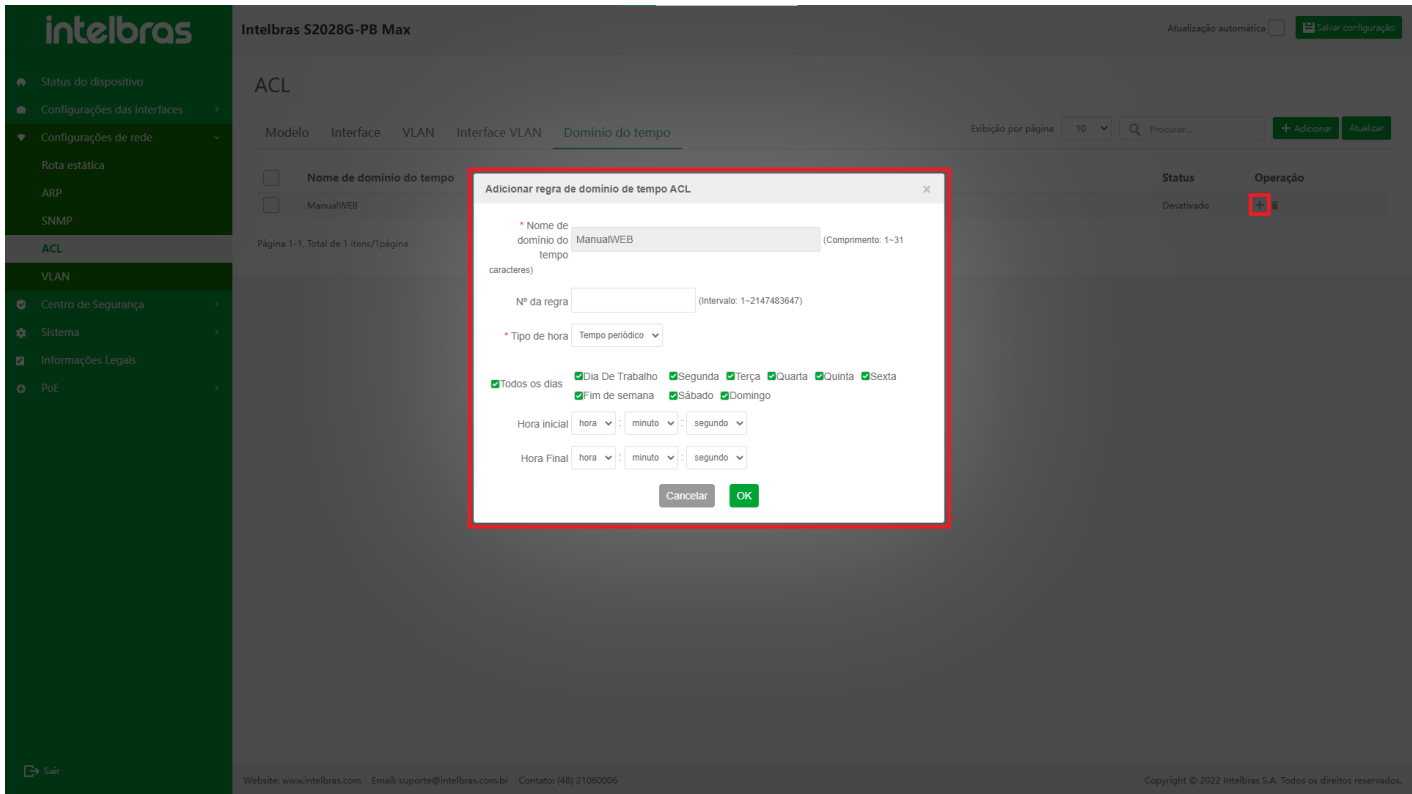 intelbras
Intelbras S2028G-PB Max
Atualização automática
Salvar configuração
Status do dispositivo
Configurações das interfaces
Configurações de rede
Rota estática
ARP
SNMP
ACL
VLAN
Centro de Segurança
Sistema
Informações Legais
PoE
Sair
ACL
Modelo Interface VLAN Interface VLAN Domínio do tempo
Exibição por página 10 Procurar... + Adicionar Atualizar
Nome de domínio do tempo Status Operação
ManualWEB Desativado
Página 1-1, Total de 1 itens/1página
Adicionar regra de domínio de tempo ACL ×
* Nome de
domínio do
tempo
ManualWEB (Comprimento: 1~31
caracteres)
Nº da regra (Intervalo: 1~2147483647)
* Tipo de hora Tempo periódico
Todos os dias
Dia De Trabalho Segunda Terça Quarta Quinta Sexta
Fim de semana Sábado Domingo
Hora inicial hora : minuto : segundo
Hora Final hora : minuto : segundo
Cancelar OK
Website: www.intelbras.com Email: suporte@intelbras.com.br Contato: (48) 21060006
Copyright © 2022 Intelbras S.A. Todos os direitos reservados.